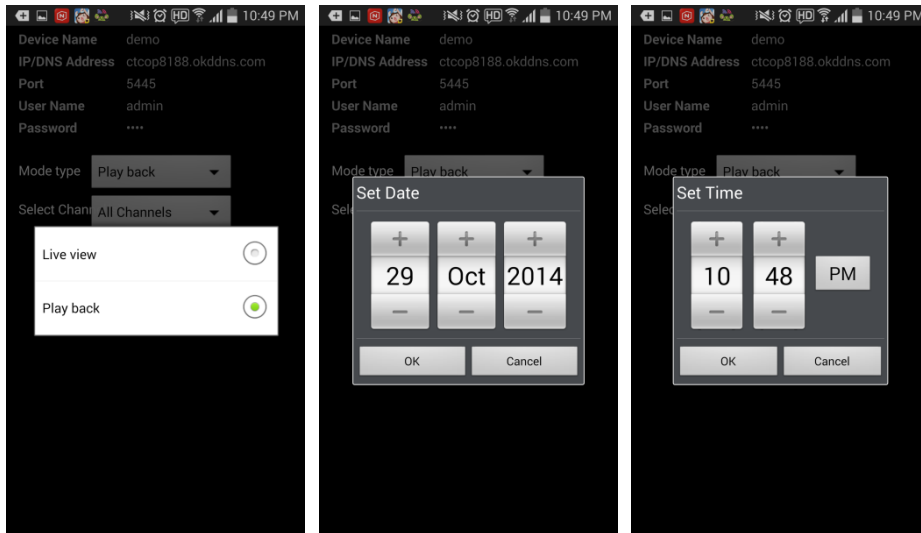 10:49 PM
Device Name demo
IP/DNS Address ctcop8188.okddns.com
Port 5445
User Name admin
Password ••••
Mode type Play back
Select Chann All Channels
Live view
Play back
10:49 PM
Device Name demo
IP/DNS Address ctcop8188.okddns.com
Port 5445
User Name admin
Password ••••
Mode type Play back
Sele
Set Date
29 Oct 2014
OK Cancel
10:49 PM
Device Name demo
IP/DNS Address ctcop8188.okddns.com
Port 5445
User Name admin
Password ••••
Mode type Play back
Selec
Set Time
10 48 PM
OK Cancel